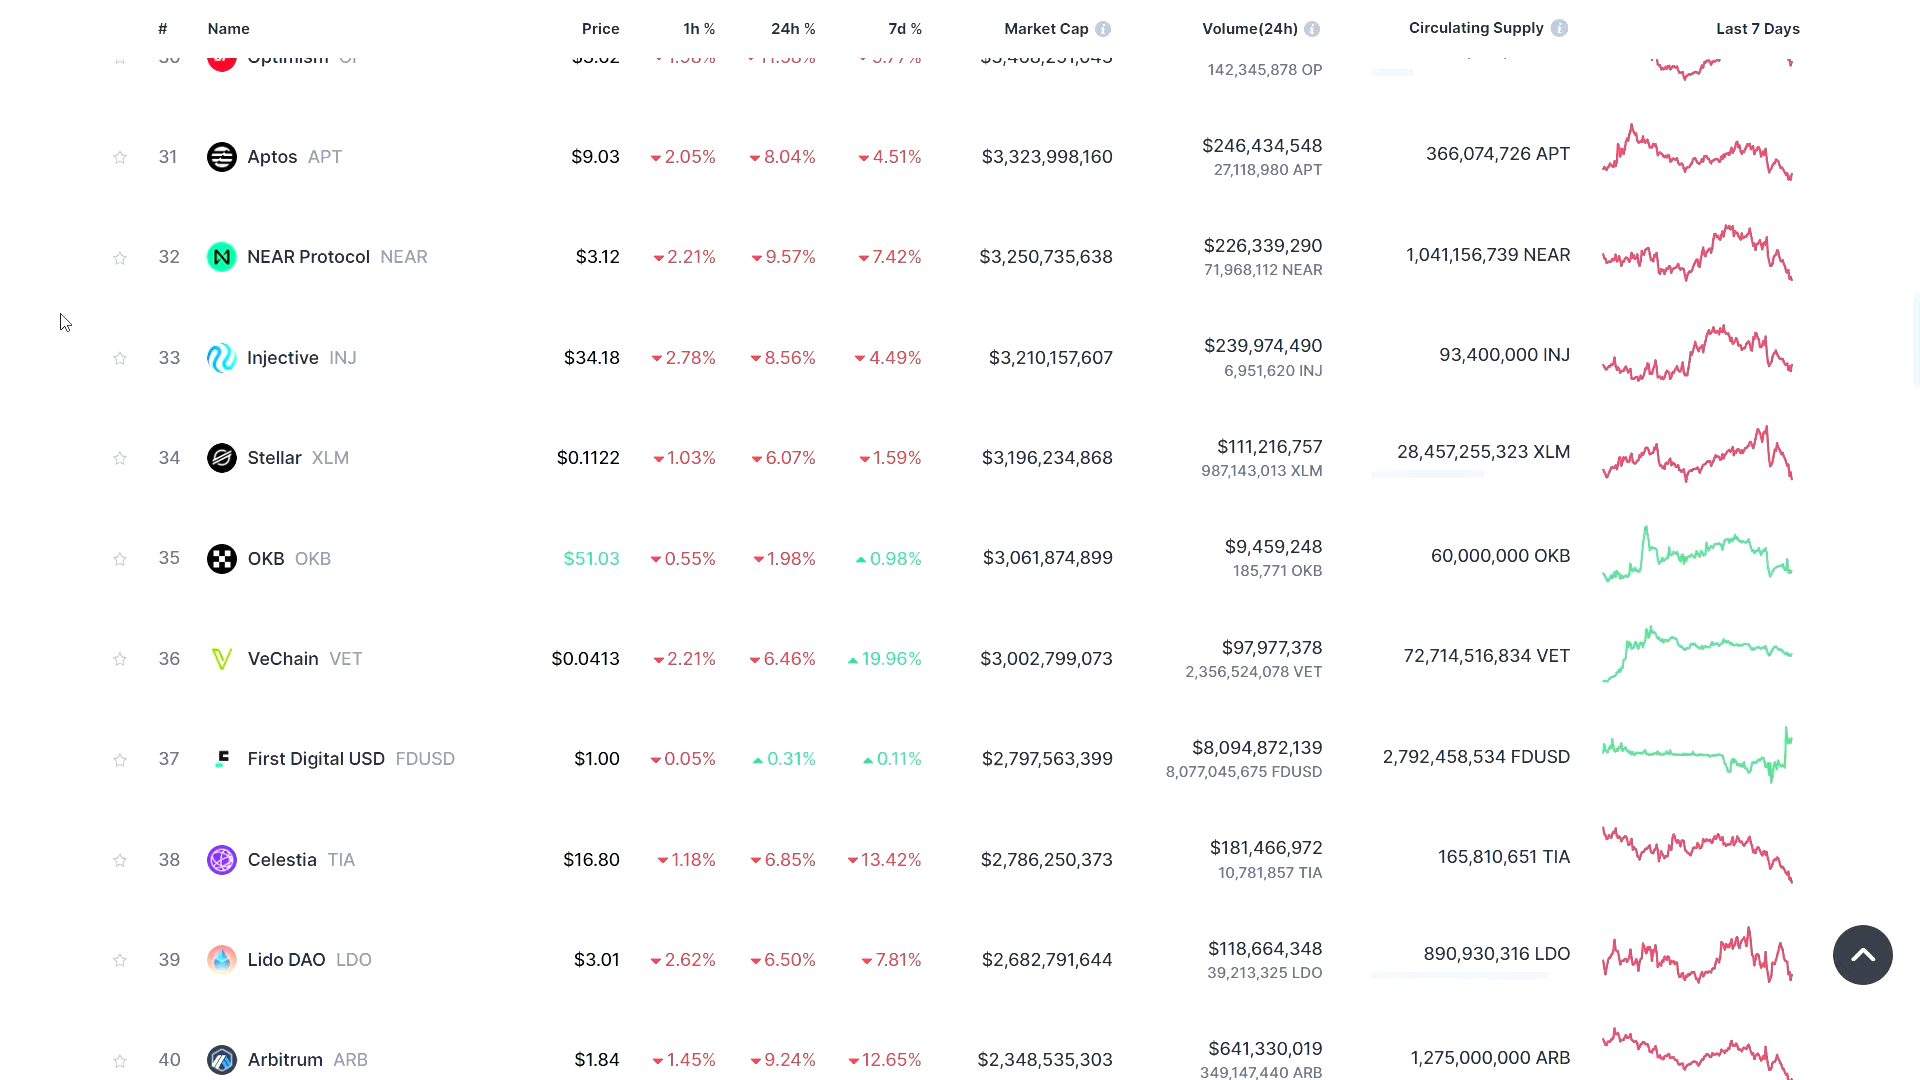 # Name Price 1h % 24h % 7d % Market Cap Volume(24h) Circulating Supply Last 7 Days
30 Optimism OP
142,345,878 OP
31 Aptos APT $9.03 2.05% 8.04% 4.51% $3,323,998,160 $246,434,548 366,074,726 APT
27,118,980 APT
32 NEAR Protocol NEAR $3.12 2.21% 9.57% 7.42% $3,250,735,638 $226,339,290 1,041,156,739 NEAR
71,968,112 NEAR
33 Injective INJ $34.18 2.78% 8.56% 4.49% $3,210,157,607 $239,974,490 93,400,000 INJ
6,951,620 INJ
34 Stellar XLM $0.1122 1.03% 6.07% 1.59% $3,196,234,868 $111,216,757 28,457,255,323 XLM
987,143,013 XLM
35 OKB OKB $51.03 0.55% 1.98% 0.98% $3,061,874,899 $9,459,248 60,000,000 OKB
185,771 OKB
36 VeChain VET $0.0413 2.21% 6.46% 19.96% $3,002,799,073 $97,977,378 72,714,516,834 VET
2,356,524,078 VET
37 First Digital USD FDUSD $1.00 0.05% 0.31% 0.11% $2,797,563,399 $8,094,872,139 2,792,458,534 FDUSD
8,077,045,675 FDUSD
38 Celestia TIA $16.80 1.18% 6.85% 13.42% $2,786,250,373 $181,466,972 165,810,651 TIA
10,781,857 TIA
39 Lido DAO LDO $3.01 2.62% 6.50% 7.81% $2,682,791,644 $118,664,348 890,930,316 LDO
39,213,325 LDO
40 Arbitrum ARB $1.84 1.45% 9.24% 12.65% $2,348,535,303 $641,330,019 1,275,000,000 ARB
349,147,440 ARB